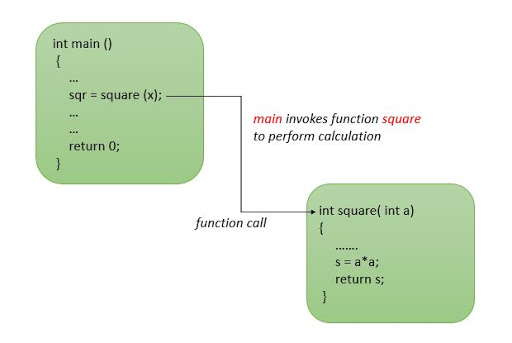 int main ()
{
...
sqr = square (x);
...
...
return 0;
}
main invokes function square
to perform calculation
function call
int square( int a)
{
.......
s = a*a;
return s;
}